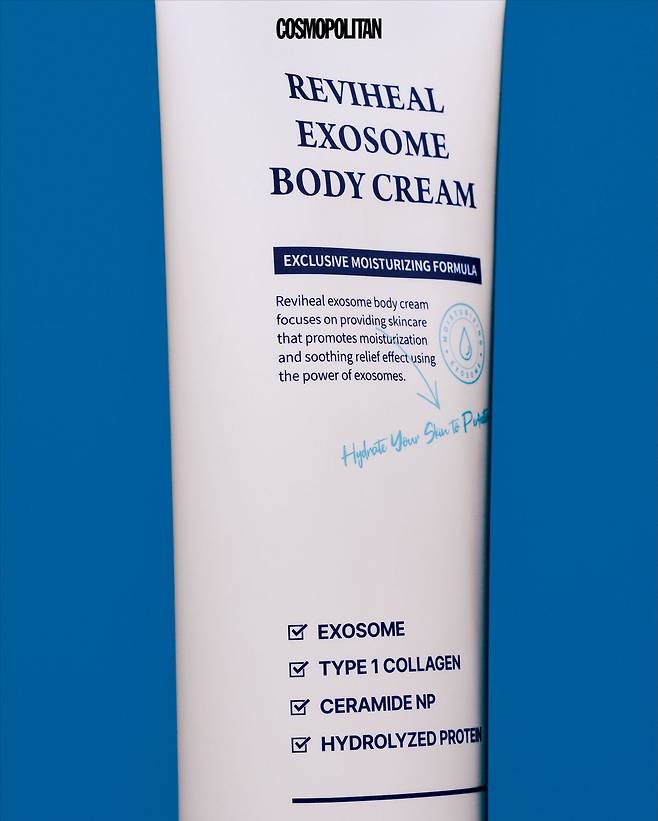 COSMOPOLITAN
REVIHEAL
EXOSOME
BODY CREAM
EXCLUSIVE MOISTURIZING FORMULA
Reviheal exosome body cream
focuses on providing skincare
that promotes moisturization
and soothing relief effect using
the power of exosomes.
MOISTURIZING
EXOSOME
Hydrate Your Skin to
EXOSOME
TYPE 1 COLLAGEN
CERAMIDE NP
HYDROLYZED PROTEIN